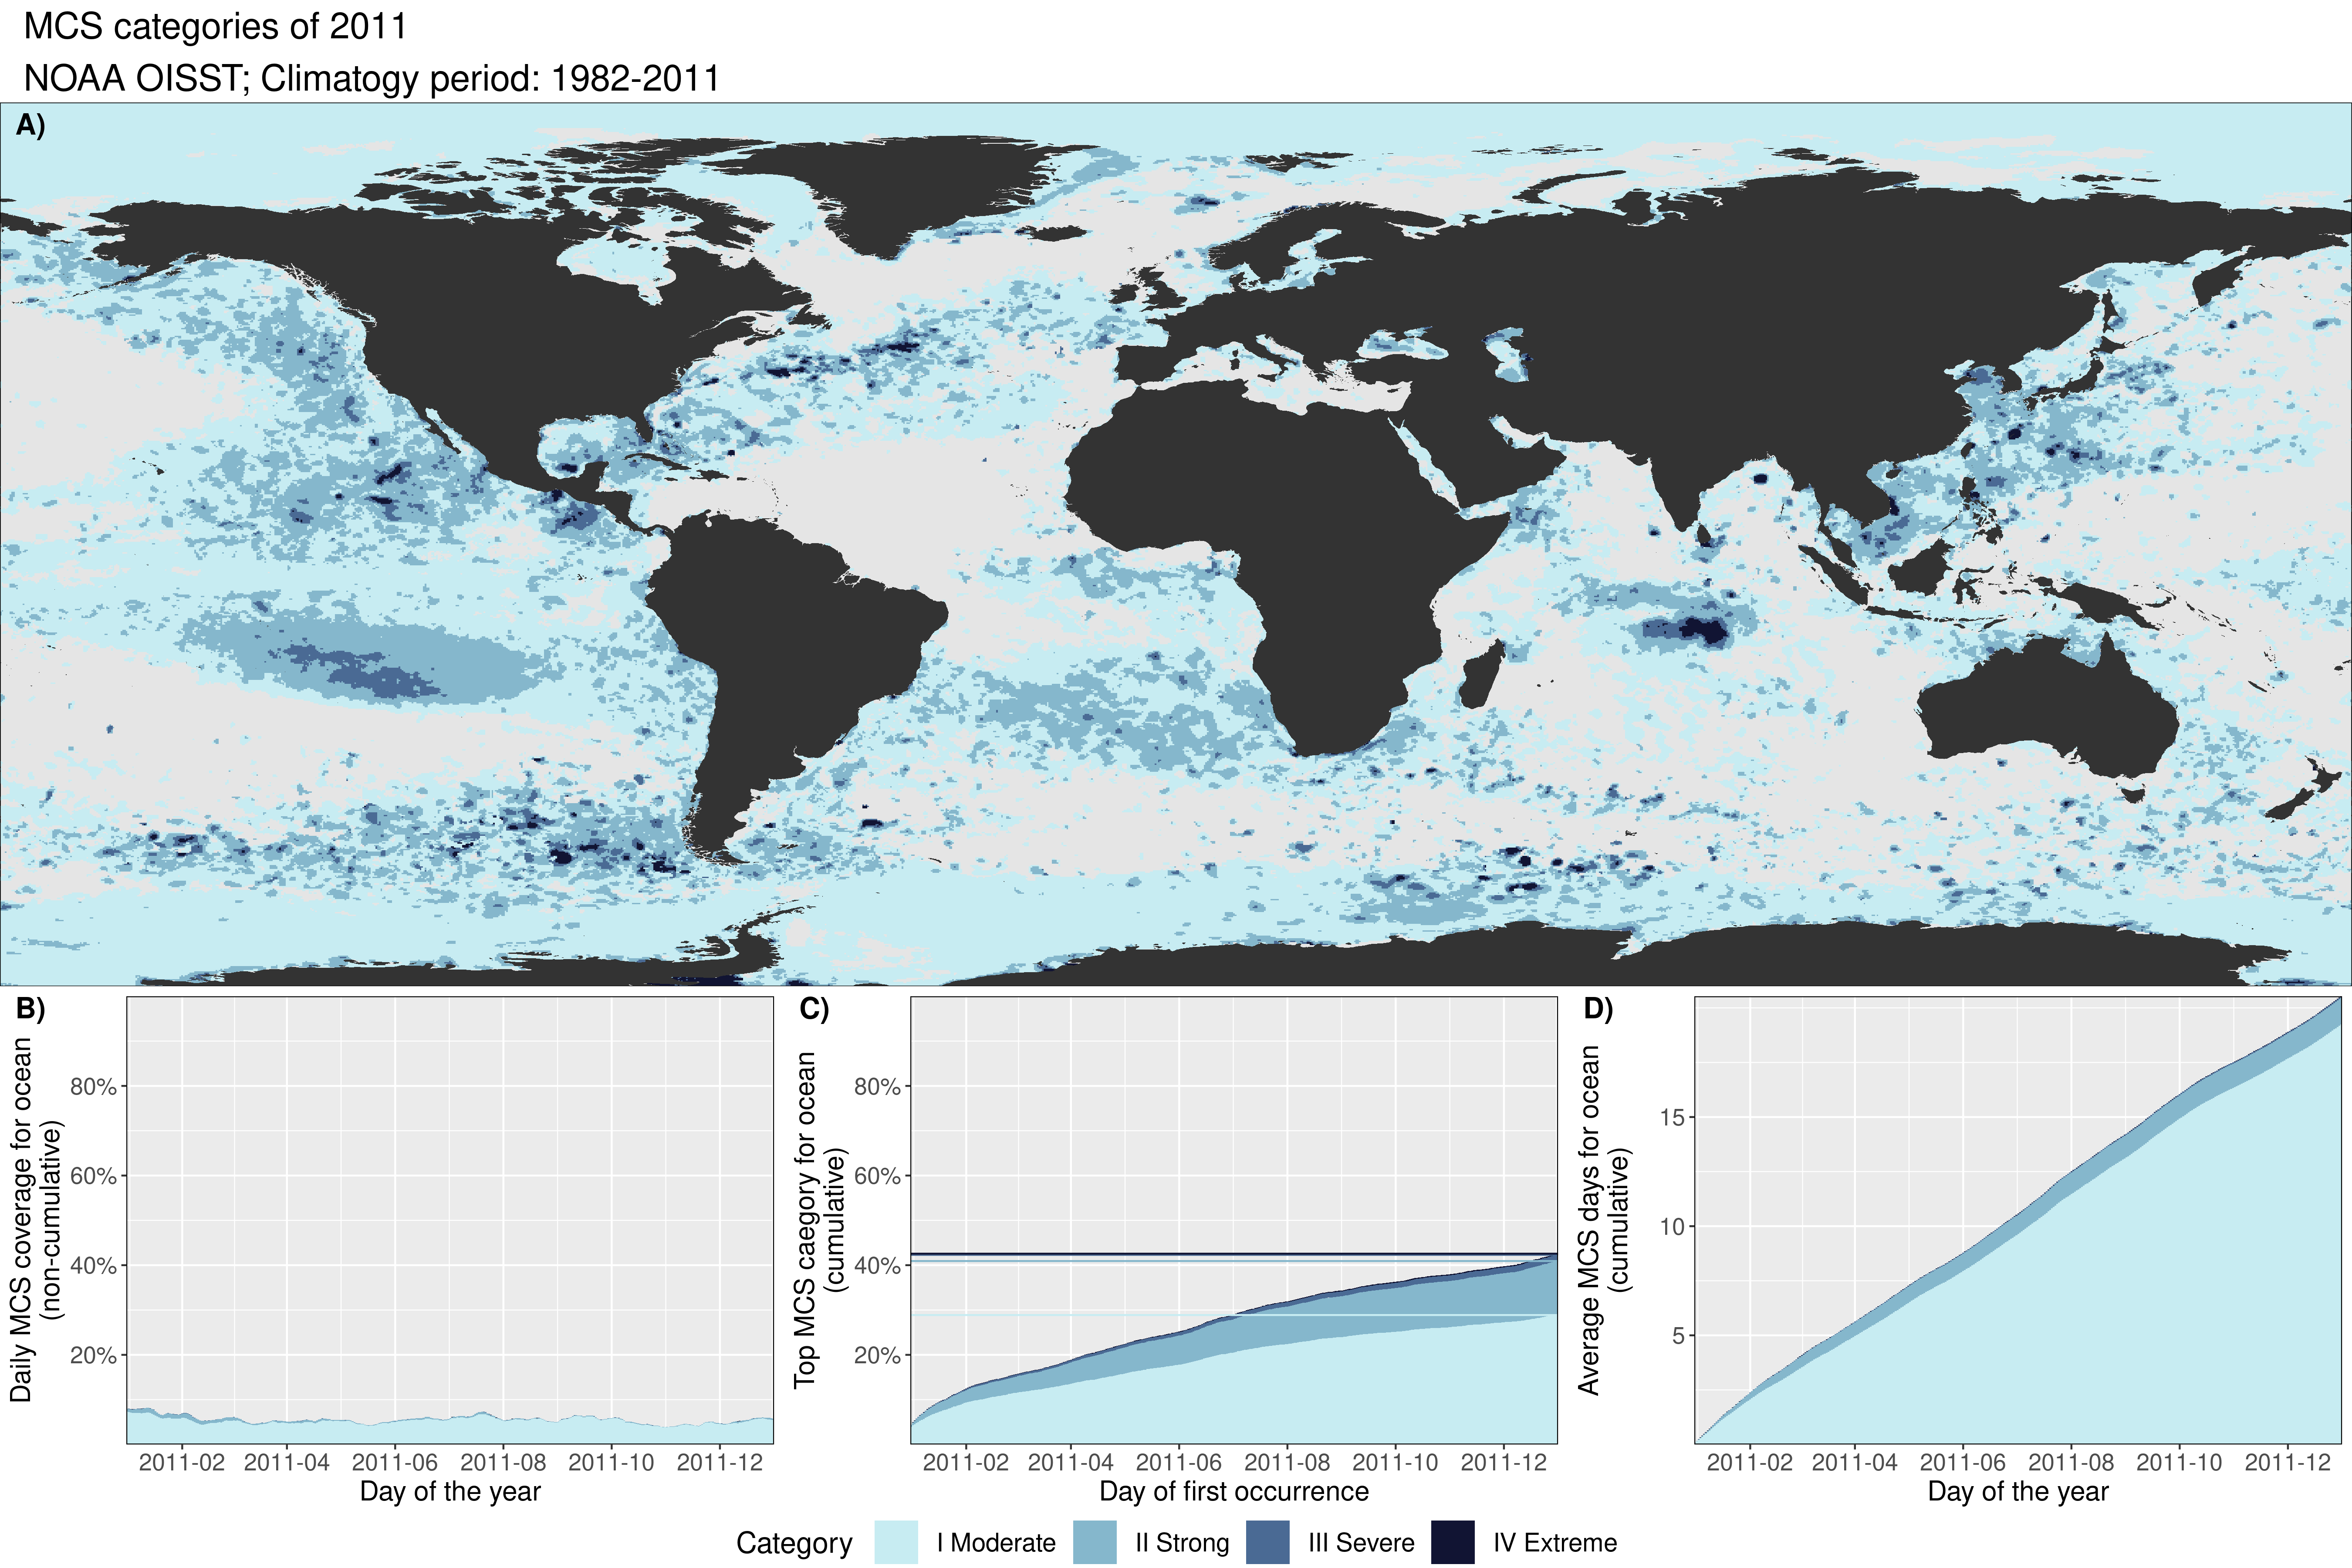 MCS categories of 2011
NOAA OISST; Climatogy period: 1982-2011
A)
B)
Daily MCS coverage for ocean
(non-cumulative)
80%
60%
40%
20%
2011-02 2011-04 2011-06 2011-08 2011-10 2011-12
Day of the year
C)
Top MCS caegory for ocean
(cumulative)
80%
60%
40%
20%
2011-02 2011-04 2011-06 2011-08 2011-10 2011-12
Day of first occurrence
D)
Average MCS days for ocean
(cumulative)
15
10
5
2011-02 2011-04 2011-06 2011-08 2011-10 2011-12
Day of the year
Category I Moderate II Strong III Severe IV Extreme